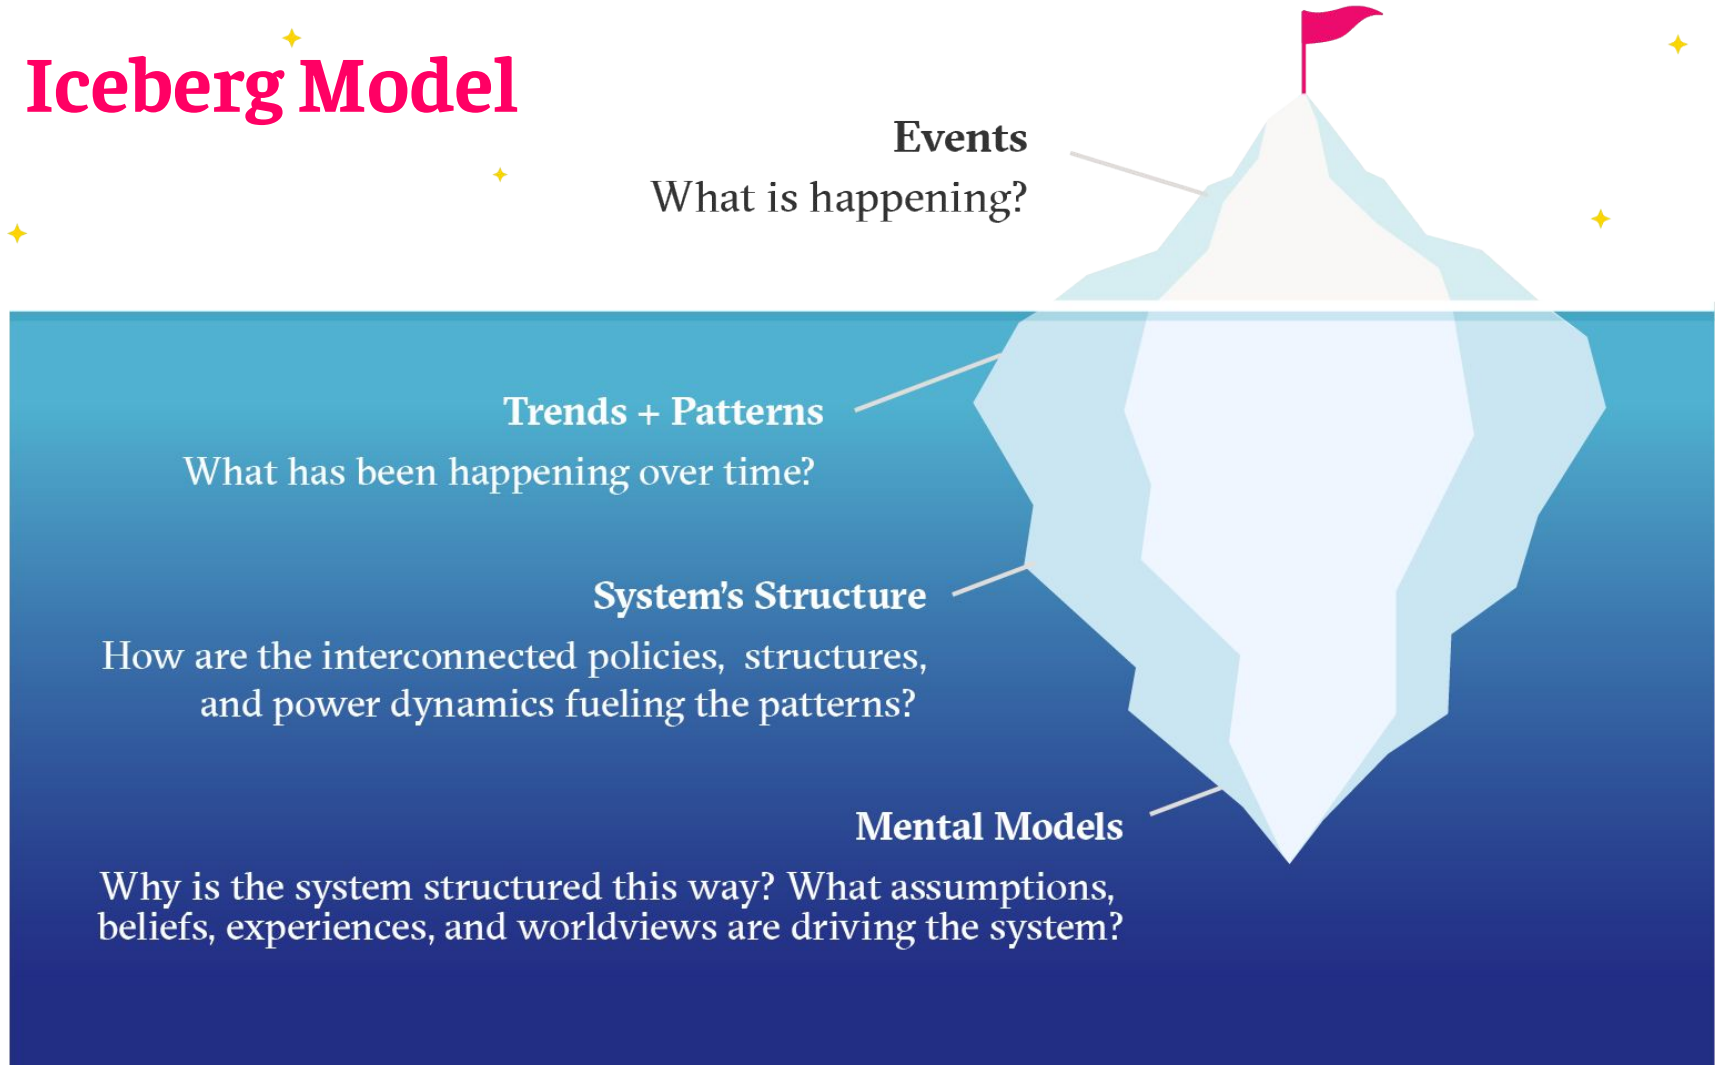 Iceberg Model
Events
What is happening?
Trends + Patterns
What has been happening over time?
System’s Structure
How are the interconnected policies, structures,
and power dynamics fueling the patterns?
Mental Models
Why is the system structured this way? What assumptions,
beliefs, experiences, and worldviews are driving the system?